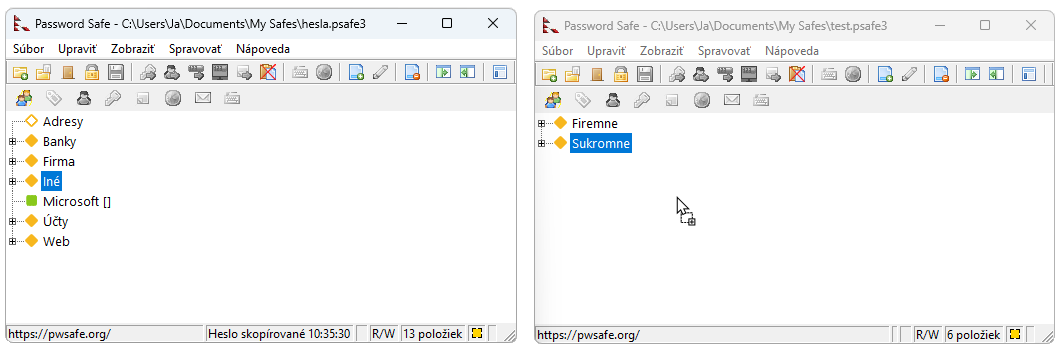 Password Safe - C:\Users\Ja\Documents\My Safes\hesla.psafe3
Súbor Upraviť Zobraziť Spravovať Nápoveda
Adresy
Banky
Firma
Iné
Microsoft []
Účty
Web
https://pwsafe.org/ Heslo skopírované 10:35:30 R/W 13 položiek
Password Safe - C:\Users\Ja\Documents\My Safes\test.psafe3
Súbor Upraviť Zobraziť Spravovať Nápoveda
Firemne
Sukromne
https://pwsafe.org/ R/W 6 položiek